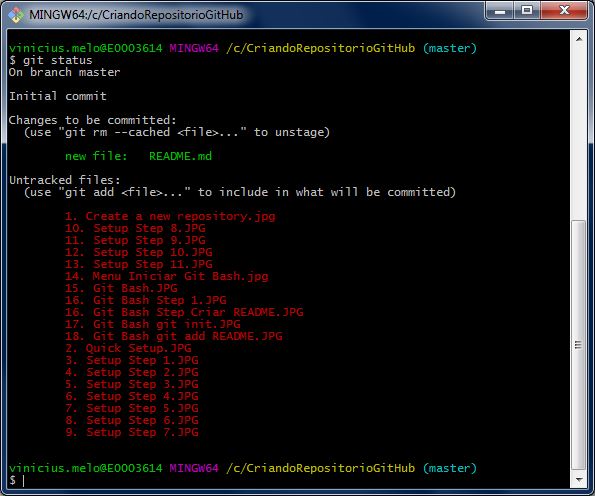 MINGW64:/c/CriandoRepositorioGitHub
vinicius.melo@E0003614 MINGW64 /c/CriandoRepositorioGitHub (master)
$ git status
On branch master
Initial commit
Changes to be committed:
(use "git rm --cached <file>..." to unstage)
new file: README.md
Untracked files:
(use "git add <file>..." to include in what will be committed)
1. Create a new repository.jpg
10. Setup Step 8.JPG
11. Setup Step 9.JPG
12. Setup Step 10.JPG
13. Setup Step 11.JPG
14. Menu Iniciar Git Bash.jpg
15. Git Bash.JPG
16. Git Bash Step 1.JPG
16. Git Bash Step Criar README.JPG
17. Git Bash git init.JPG
18. Git Bash git add README.JPG
2. Quick Setup.JPG
3. Setup Step 1.JPG
4. Setup Step 2.JPG
5. Setup Step 3.JPG
6. Setup Step 4.JPG
7. Setup Step 5.JPG
8. Setup Step 6.JPG
9. Setup Step 7.JPG
vinicius.melo@E0003614 MINGW64 /c/CriandoRepositorioGitHub (master)
$